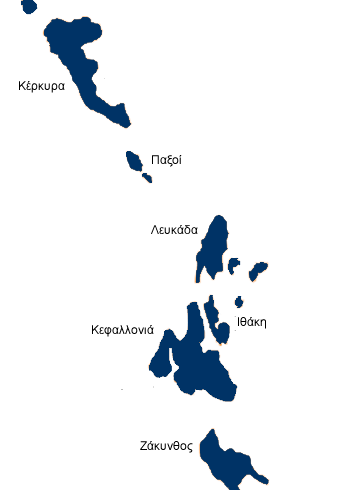 Κέρκυρα
Παξοί
Λευκάδα
Ιθάκη
Κεφαλλονιά
Ζάκυνθος